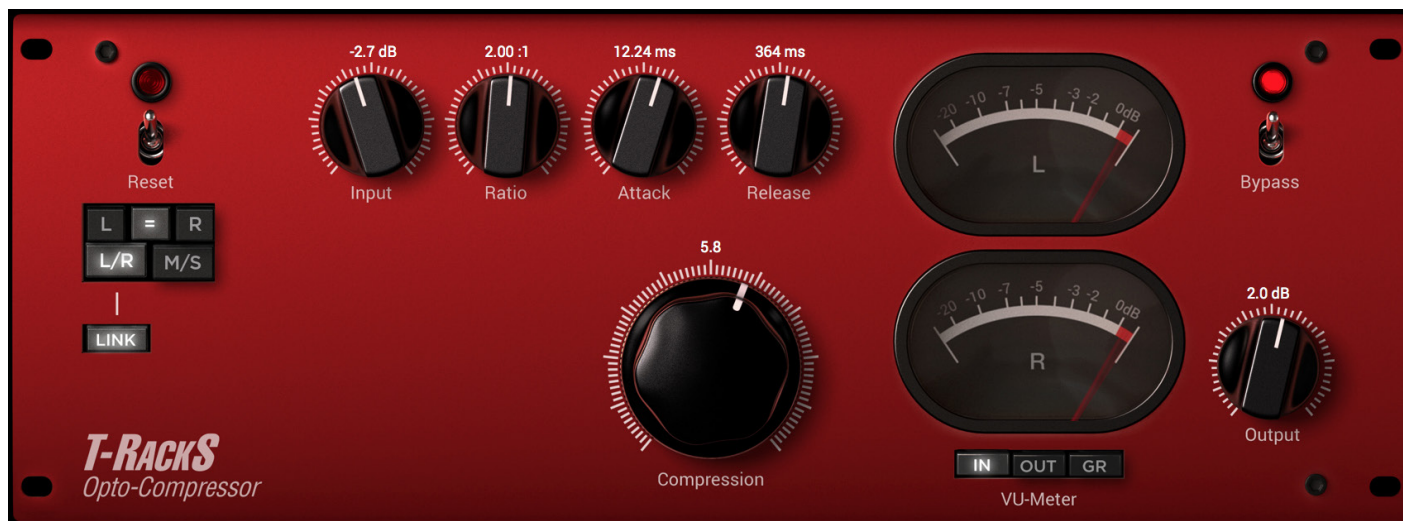 -2.7 dB
2.00 :1
12.24 ms
364 ms
Input
Ratio
Attack
Release
Reset
L = R
L/R M/S
LINK
-20 -10 -7 -5 -3 -2 0dB
L
Bypass
5.8
Compression
-20 -10 -7 -5 -3 -2 0dB
R
2.0 dB
Output
IN OUT GR
VU-Meter
T-RackS
Opto-Compressor